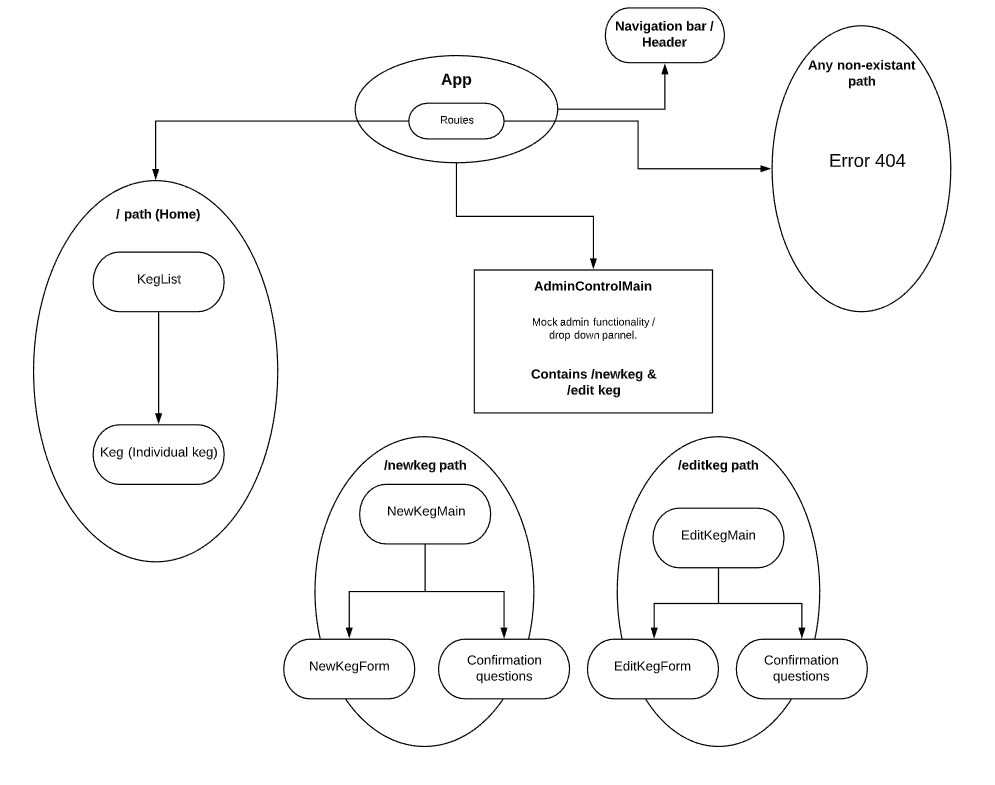 Navigation bar /
Header
App
Routes
Any non-existant
path
Error 404
/ path (Home)
KegList
Keg (Individual keg)
AdminControlMain
Mock admin functionality /
drop down pannel.
Contains /newkeg &
/edit keg
/newkeg path
NewKegMain
NewKegForm
Confirmation
questions
/editkeg path
EditKegMain
EditKegForm
Confirmation
questions